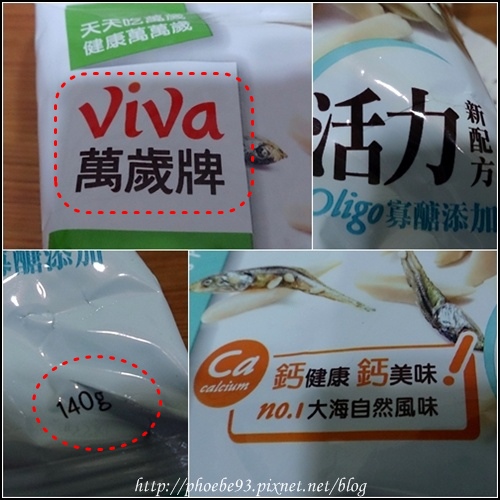 天天吃萬歲
健康萬萬歲
viva
萬歲牌
活力
新配方
Oligo寡醣添加
寡醣添加
140g
Ca
calcium
鈣健康 鈣美味!
no.1大海自然風味
http://phoebe93.pixnet.net/blog